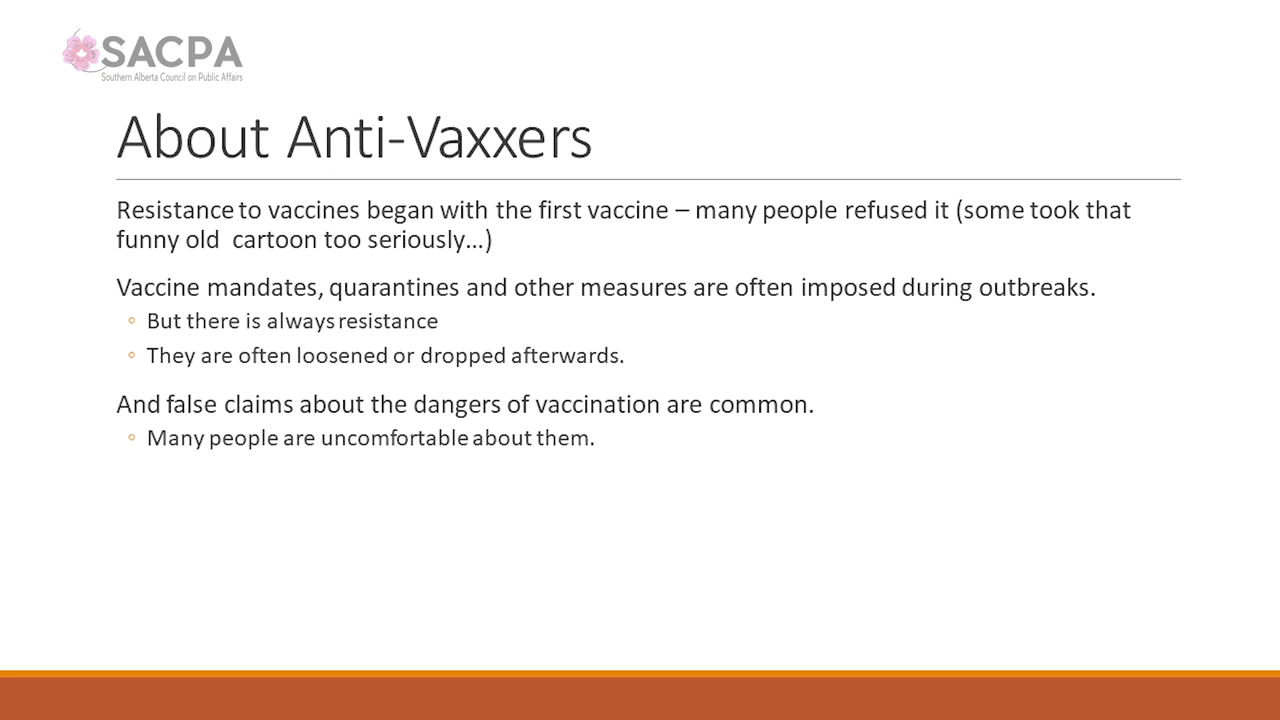 SACPA
Southern Alberta Council on Public Affairs
About Anti-Vaxxers
Resistance to vaccines began with the first vaccine – many people refused it (some took that
funny old  cartoon too seriously…)
Vaccine mandates, quarantines and other measures are often imposed during outbreaks.
◦ But there is always resistance
◦ They are often loosened or dropped afterwards.
And false claims about the dangers of vaccination are common.
◦ Many people are uncomfortable about them.